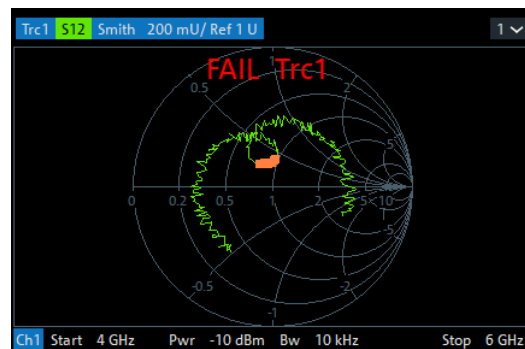 Trc1 S12 Smith 200 mU/ Ref 1 U 1
FAIL Trc1
0.5 1 2
5
0 0.2 0.5 1 2 5 10
-5
-0.5 -1 -2
Ch1 Start 4 GHz Pwr -10 dBm Bw 10 kHz Stop 6 GHz